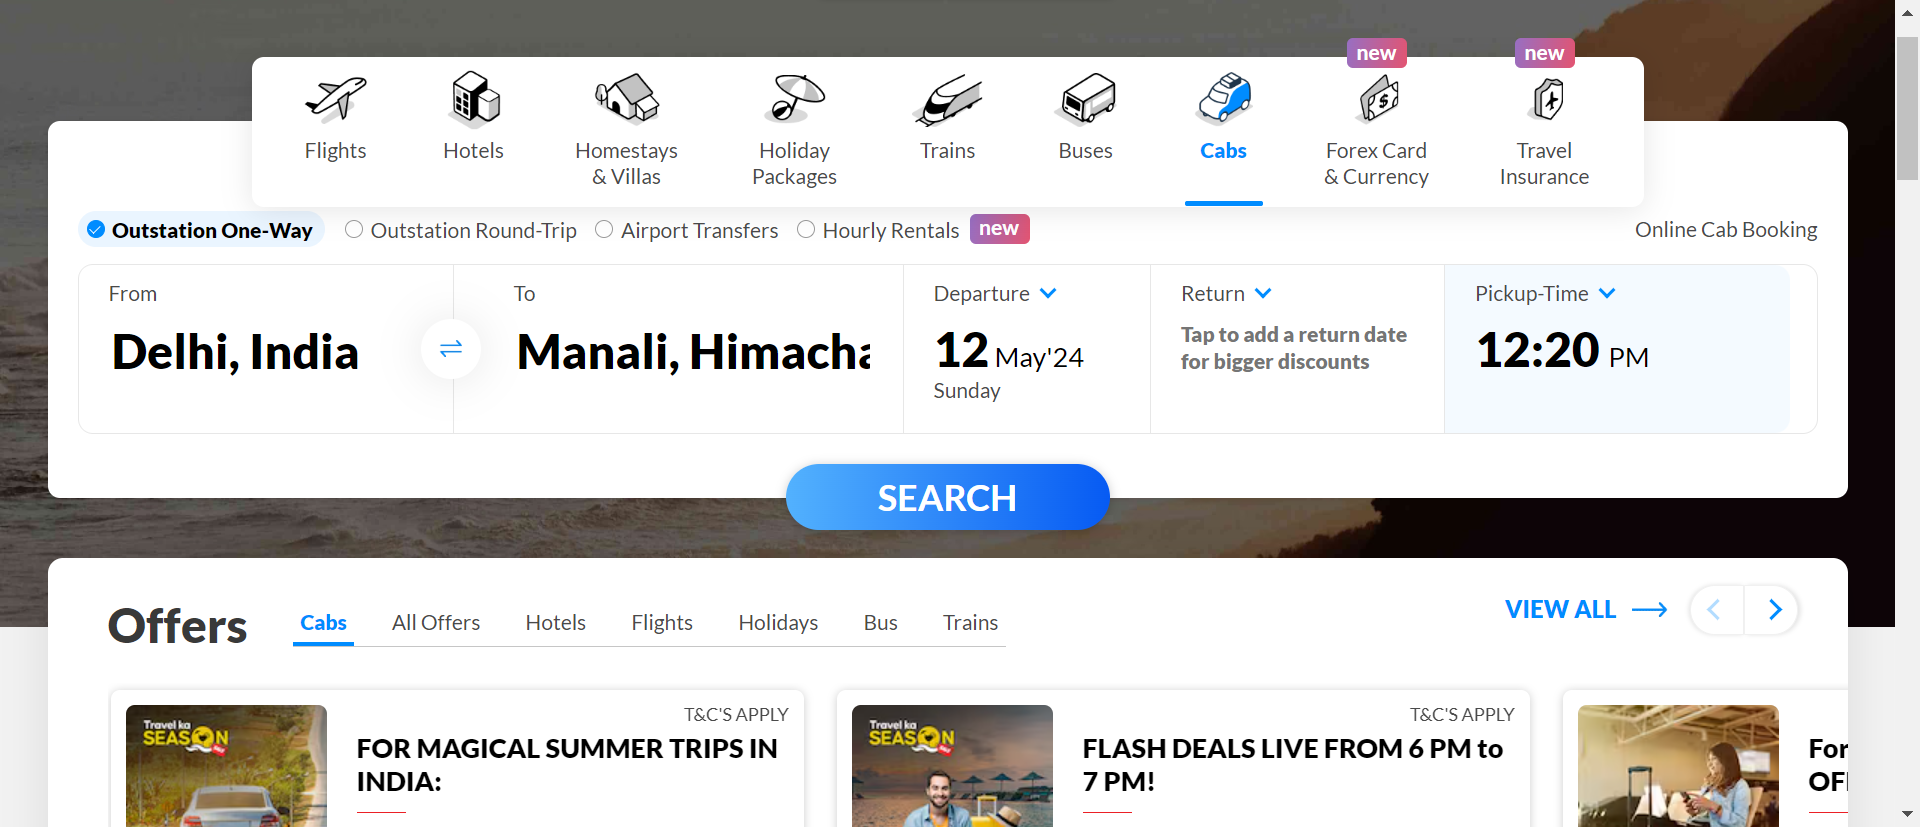 new
new
Flights
Hotels
Homestays
& Villas
Holiday
Packages
Trains
Buses
Cabs
Forex Card
& Currency
Travel
Insurance
Outstation One-Way
Outstation Round-Trip
Airport Transfers
Hourly Rentals
new
Online Cab Booking
From
Delhi, India
To
Manali, Himacha
Departure
12 May'24
Sunday
Return
Tap to add a return date
for bigger discounts
Pickup-Time
12:20 PM
SEARCH
Offers
Cabs
All Offers
Hotels
Flights
Holidays
Bus
Trains
VIEW ALL
Travel ka
SEASON
SALE
T&C'S APPLY
FOR MAGICAL SUMMER TRIPS IN
INDIA:
Travel ka
SEASON
SALE
T&C'S APPLY
FLASH DEALS LIVE FROM 6 PM to
7 PM!
For
OF